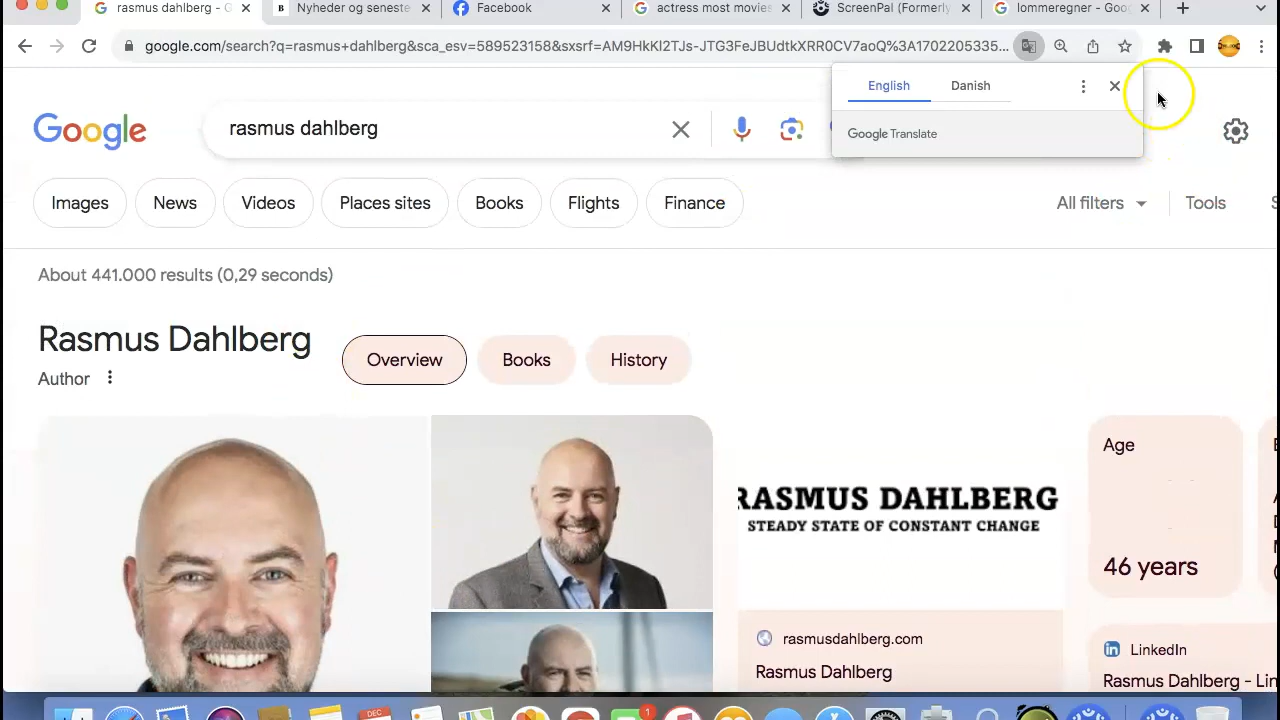 rasmus dahlberg - G
Nyheder og seneste
Facebook
actress most movies
ScreenPal (Formerly
lommeregner - Goo
google.com/search?q=rasmus+dahlberg&sca_esv=589523158&sxsrf=AM9HkKl2TJs-JTG3FeJBUdtkXRR0CV7aoQ%3A1702205335...
English
Danish
Google Translate
Google
rasmus dahlberg
Images
News
Videos
Places sites
Books
Flights
Finance
All filters
Tools
About 441.000 results (0,29 seconds)
Rasmus Dahlberg
Author
Overview
Books
History
RASMUS DAHLBERG
STEADY STATE OF CONSTANT CHANGE
rasmusdahlberg.com
Rasmus Dahlberg
Age
46 years
LinkedIn
Rasmus Dahlberg - Lin
DEC
1